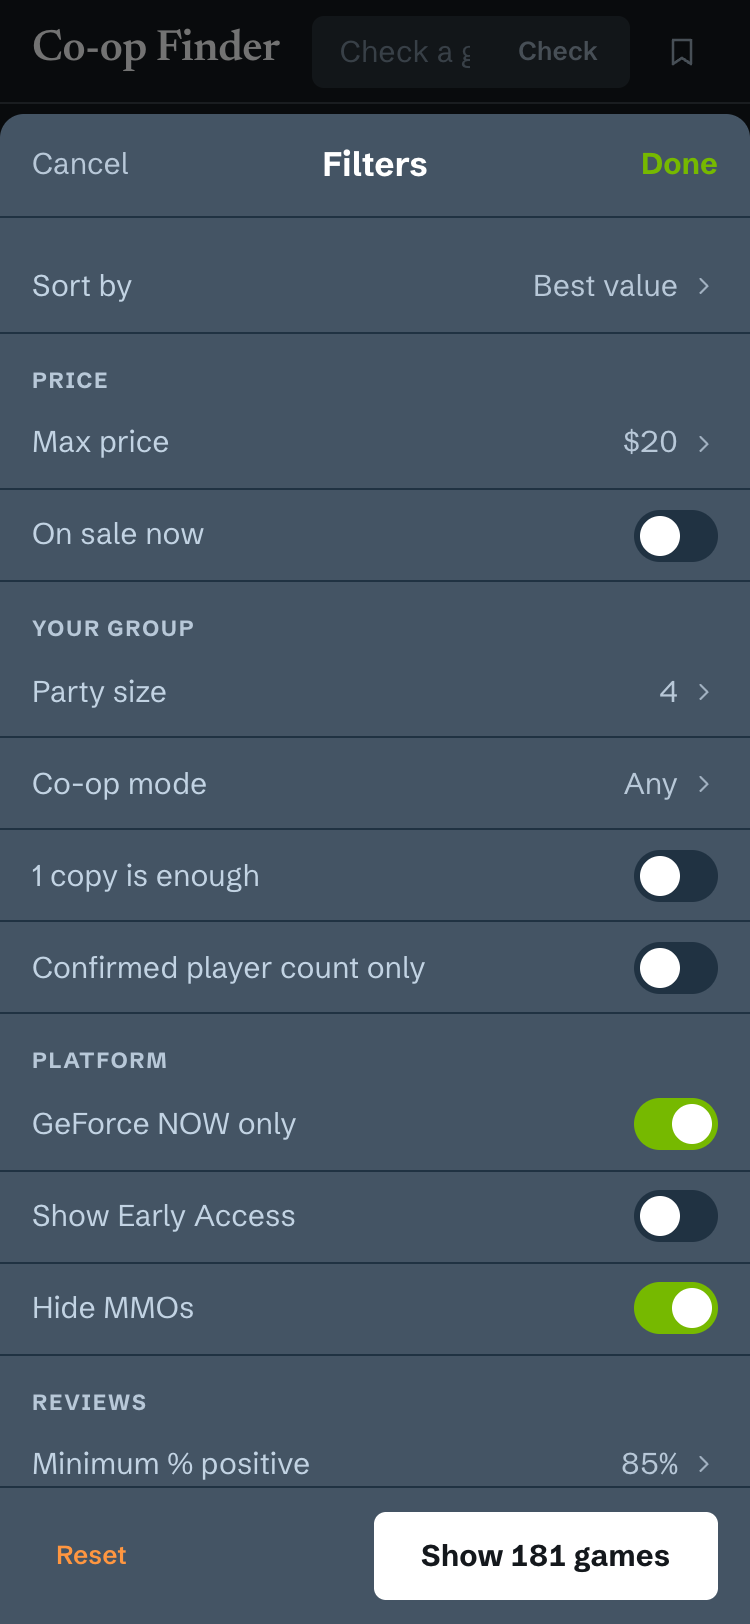 Co-op Finder
Check a g
Check
Cancel
Filters
Done
Sort by
Best value
PRICE
Max price
$20
On sale now
YOUR GROUP
Party size
4
Co-op mode
Any
1 copy is enough
Confirmed player count only
PLATFORM
GeForce NOW only
Show Early Access
Hide MMOs
REVIEWS
Minimum % positive
85%
Reset
Show 181 games